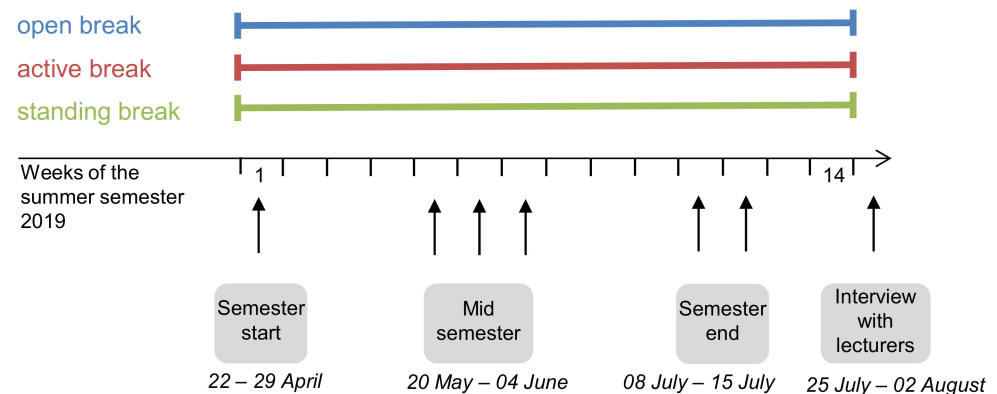 open break
active break
standing break
Weeks of the
summer semester
2019
1
14
Semester
start
Mid
semester
Semester
end
Interview
with
lecturers
22 – 29 April
20 May – 04 June
08 July – 15 July
25 July – 02 August